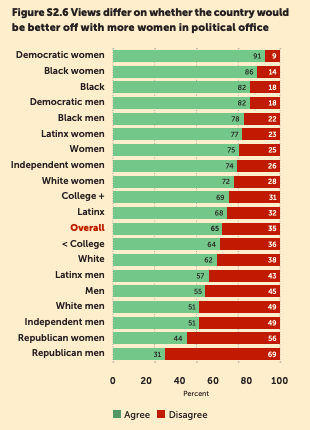 Figure S2.6 Views differ on whether the country would
be better off with more women in political office
Democratic women 91 9
Black women 86 14
Black 82 18
Democratic men 82 18
Black men 78 22
Latinx women 77 23
Women 75 25
Independent women 74 26
White women 72 28
College + 69 31
Latinx 68 32
Overall 65 35
< College 64 36
White 62 38
Latinx men 57 43
Men 55 45
White men 51 49
Independent men 51 49
Republican women 44 56
Republican men 31 69
0 20 40 60 80 100
Percent
Agree Disagree